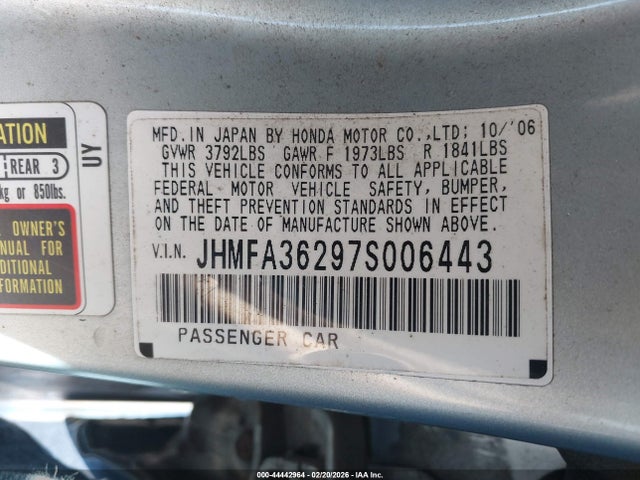 ATION
REAR 3
kg or 850lbs.
OWNER'S
NUAL FOR
DITIONAL
FORMATION
UY
MFD. IN JAPAN BY HONDA MOTOR CO., LTD; 10/'06
GVWR 3792LBS GAWR F 1973LBS R 1841LBS
THIS VEHICLE CONFORMS TO ALL APPLICABLE
FEDERAL MOTOR VEHICLE SAFETY, BUMPER,
AND THEFT PREVENTION STANDARDS IN EFFECT
ON THE DATE OF MANUFACTURE SHOWN ABOVE.
V.I.N. JHMFA36297S006443
PASSENGER CAR
000-44442964 | 02/20/2026 - IAA Inc.